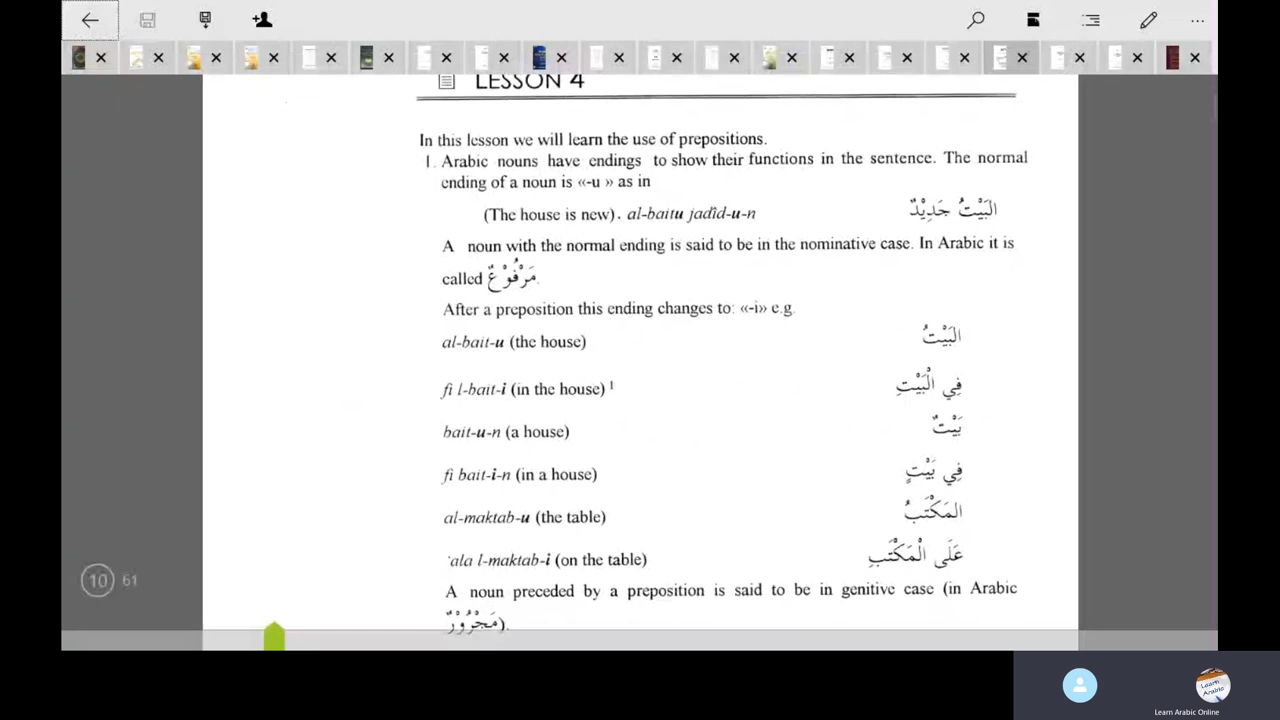 LESSON 4
In this lesson we will learn the use of prepositions.
1. Arabic nouns have endings to show their functions in the sentence. The normal
ending of a noun is «-u » as in
(The house is new). al-baitu jadîd-u-n البَيْتُ جَدِيْدٌ
A noun with the normal ending is said to be in the nominative case. In Arabic it is
called مَرْفُوْعٌ.
After a preposition this ending changes to: «-i» e.g.
al-bait-u (the house) البَيْتُ
fi l-bait-i (in the house) 1 فِي الْبَيْتِ
bait-u-n (a house) بَيْتٌ
fi bait-i-n (in a house) فِي بَيْتٍ
al-maktab-u (the table) المَكْتَبُ
`ala l-maktab-i (on the table) عَلَى الْمَكْتَبِ
A noun preceded by a preposition is said to be in genitive case (in Arabic
مَجْرُوْرٌ).
10 61
Learn Arabic
Learn Arabic Online